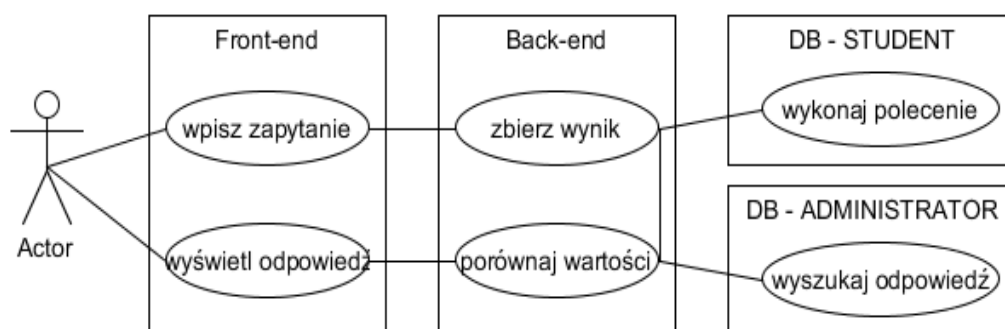 Front-end
Back-end
DB - STUDENT
wpisz zapytanie
zbierz wynik
wykonaj polecenie
DB - ADMINISTRATOR
Actor
wyświetl odpowiedź
porównaj wartości
wyszukaj odpowiedź